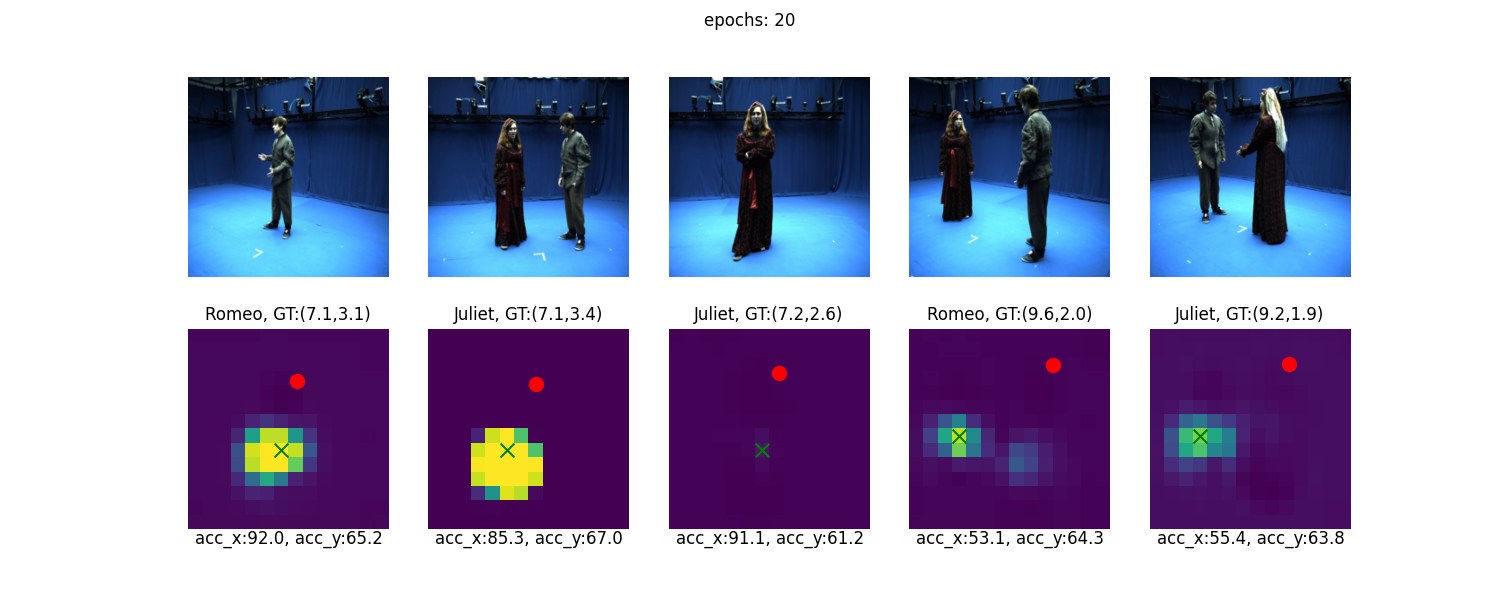 epochs: 20
Romeo, GT:(7.1,3.1)
Juliet, GT:(7.1,3.4)
Juliet, GT:(7.2,2.6)
Romeo, GT:(9.6,2.0)
Juliet, GT:(9.2,1.9)
acc_x:92.0, acc_y:65.2
acc_x:85.3, acc_y:67.0
acc_x:91.1, acc_y:61.2
acc_x:53.1, acc_y:64.3
acc_x:55.4, acc_y:63.8